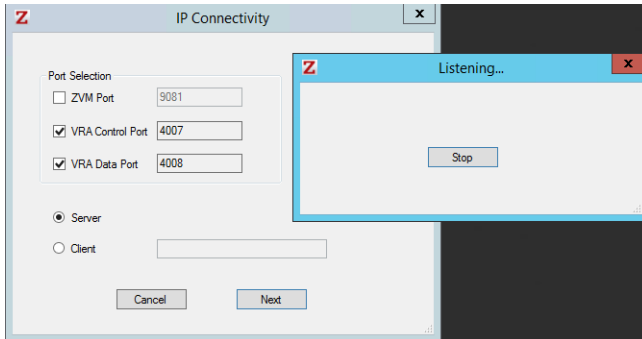 Z IP Connectivity x
Port Selection
ZVM Port 9081
VRA Control Port 4007
VRA Data Port 4008
Server
Client
Cancel Next
Z Listening... x
Stop